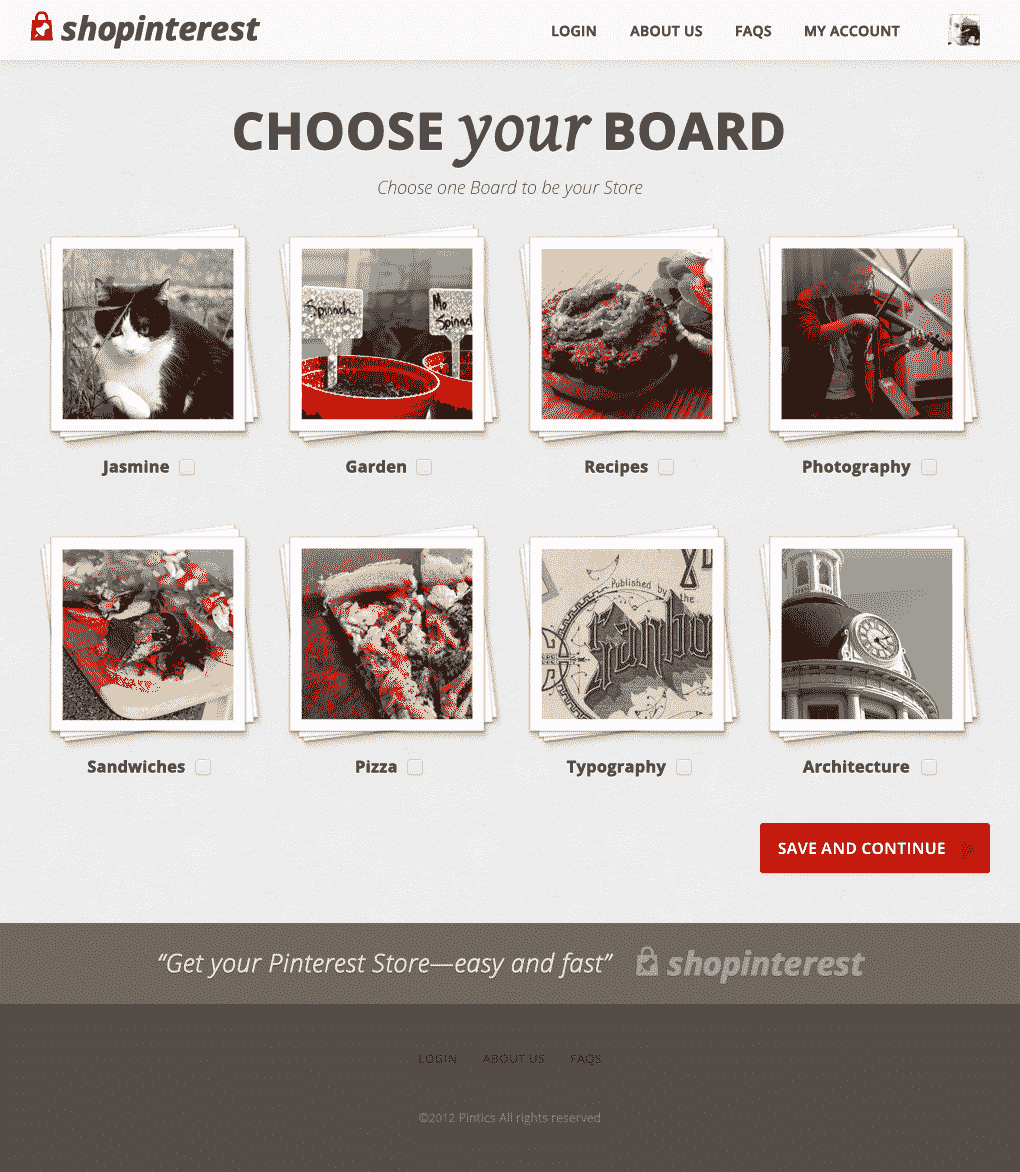 shopinterest
LOGIN ABOUT US FAQS MY ACCOUNT
CHOOSE your BOARD
Choose one Board to be your Store
Spinach
Mo
Spinach
Jasmine
Garden
Recipes
Photography
Published by
the
Sandwiches
Pizza
Typography
Architecture
SAVE AND CONTINUE
“Get your Pinterest Store—easy and fast” shopinterest
LOGIN ABOUT US FAQS
©2012 Pintics All rights reserved